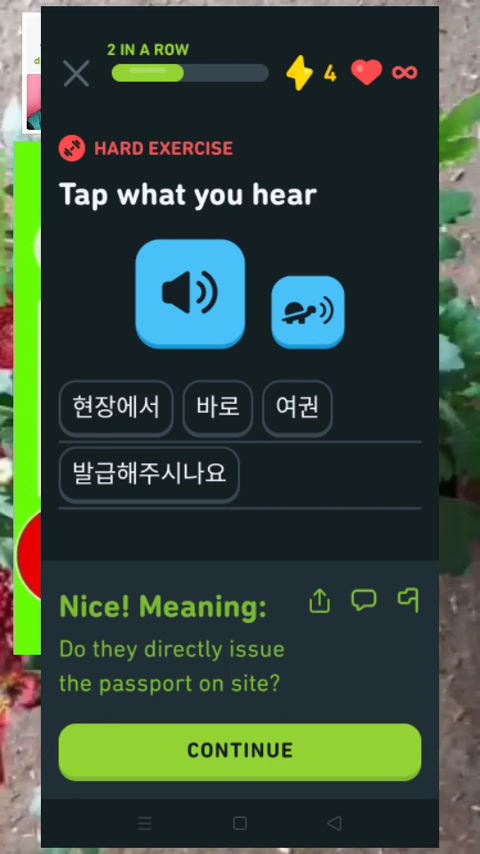 2 IN A ROW
4
HARD EXERCISE
Tap what you hear
현장에서 바로 여권
발급해주시나요
Nice! Meaning:
Do they directly issue
the passport on site?
CONTINUE